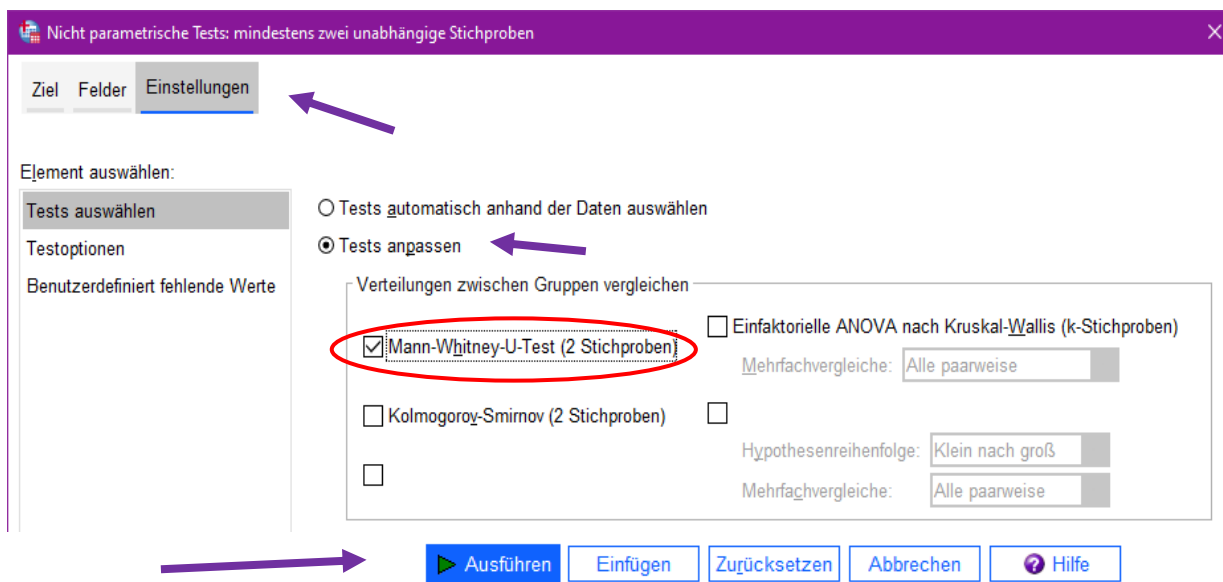 Nicht parametrische Tests: mindestens zwei unabhängige Stichproben
Ziel Felder Einstellungen
Element auswählen:
Tests auswählen
Testoptionen
Benutzerdefiniert fehlende Werte
Tests automatisch anhand der Daten auswählen
Tests anpassen
Verteilungen zwischen Gruppen vergleichen
Mann-Whitney-U-Test (2 Stichproben)
Kolmogorov-Smirnov (2 Stichproben)
Einfaktorielle ANOVA nach Kruskal-Wallis (k-Stichproben)
Mehrfachvergleiche: Alle paarweise
Hypothesenreihenfolge: Klein nach groß
Mehrfachvergleiche: Alle paarweise
Ausführen Einfügen Zurücksetzen Abbrechen Hilfe